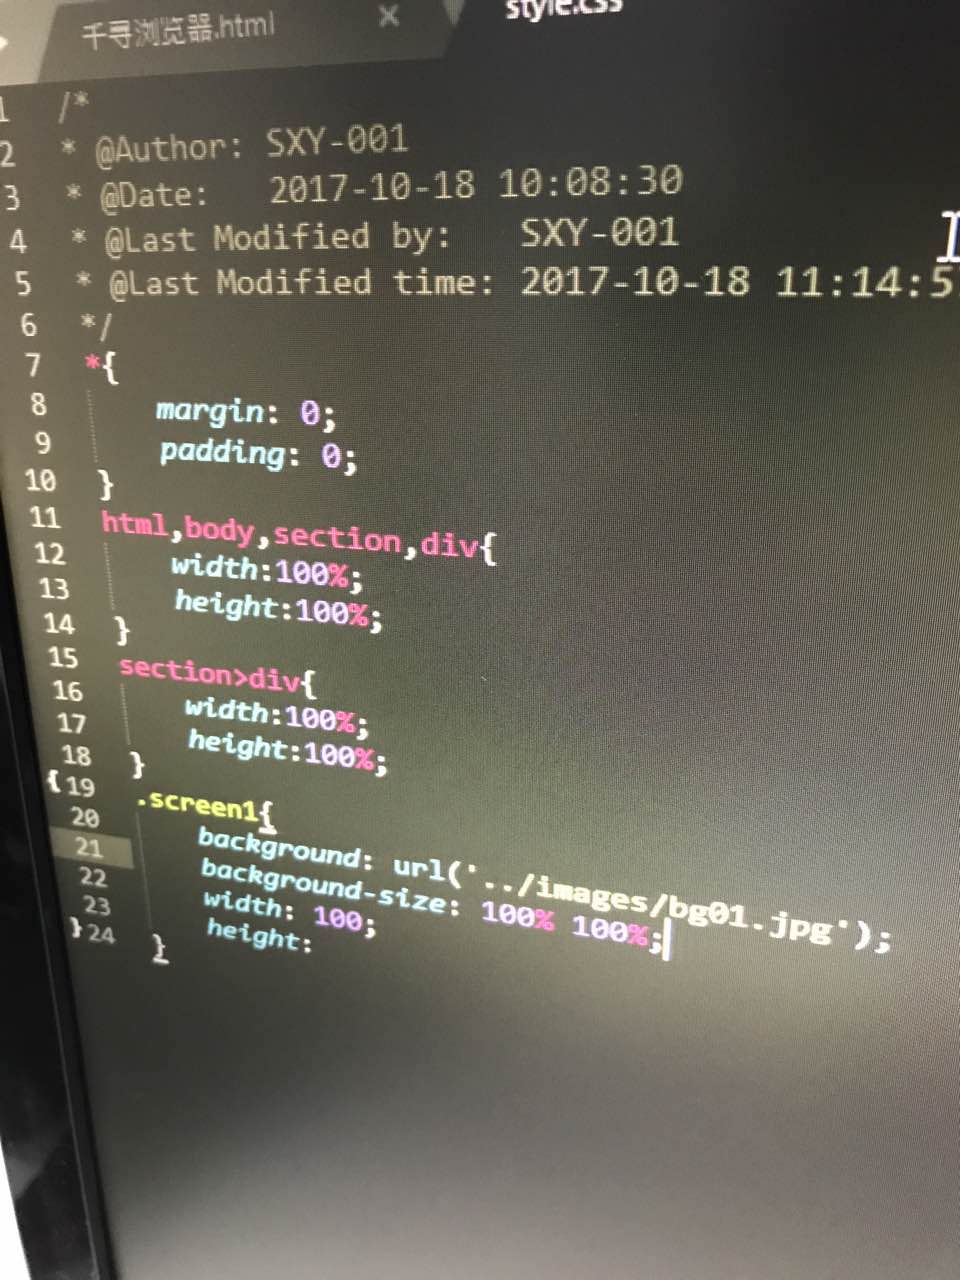 千寻浏览器.html
style.css
1 /*
2 * @Author: SXY-001
3 * @Date: 2017-10-18 10:08:30
4 * @Last Modified by: SXY-001
5 * @Last Modified time: 2017-10-18 11:14:5
6 */
7 *{
8 margin: 0;
9 padding: 0;
10 }
11 html,body,section,div{
12 width:100%;
13 height:100%;
14 }
15 section>div{
16 width:100%;
17 height:100%;
18 }
{ 19 .screen1{
20 background: url('../images/bg01.jpg');
21 background-size: 100% 100%;
22 width: 100;
23 height:
} 24 }